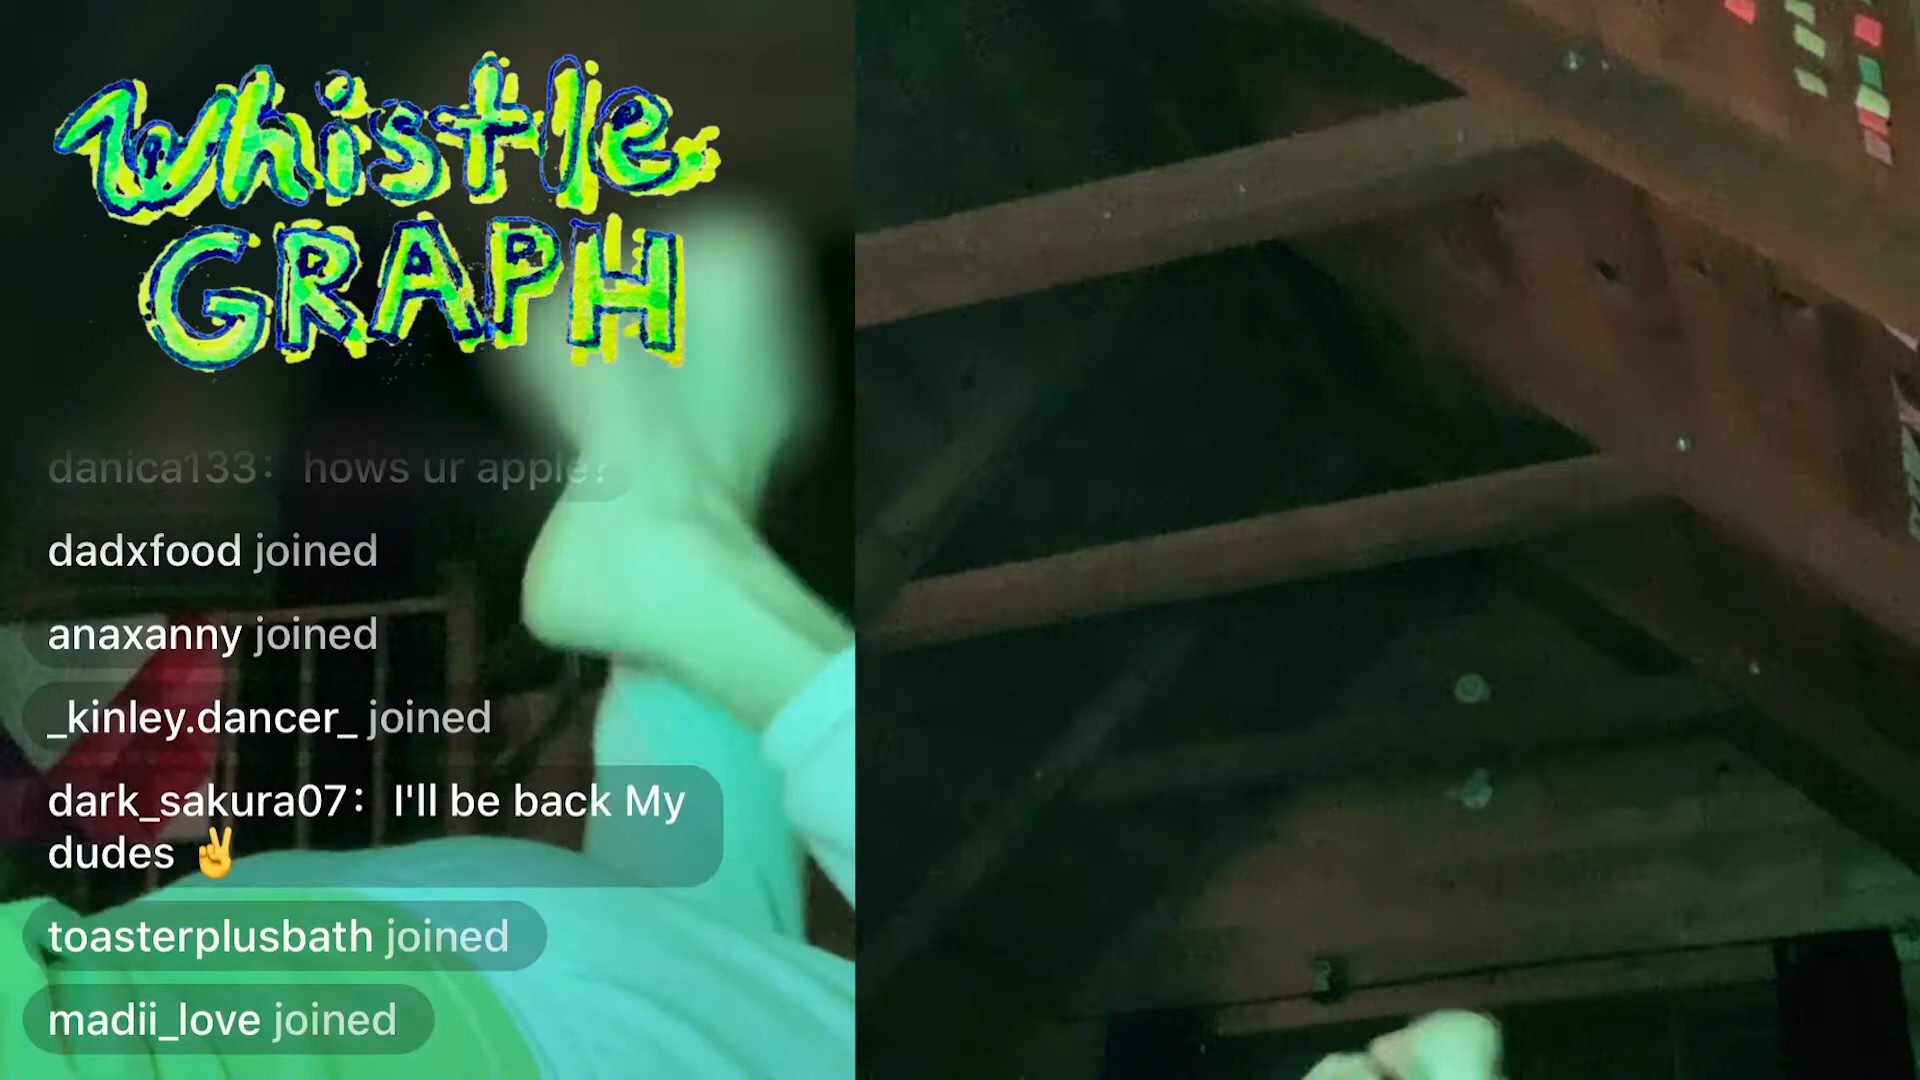 Whistle
GRAPH
danica133: hows ur apple?
dadxfood joined
anaxanny joined
_kinley.dancer_ joined
dark_sakura07: I'll be back My
dudes ✌️
toasterplusbath joined
madii_love joined